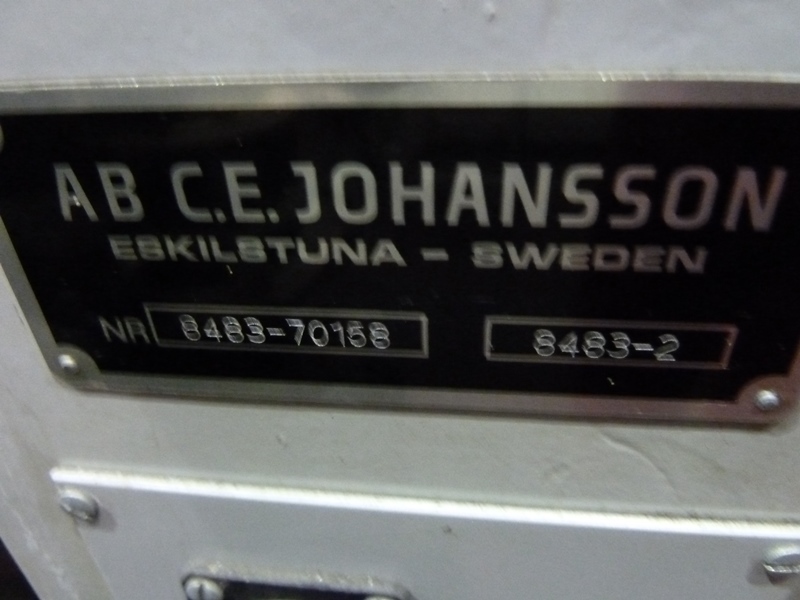 AB C.E. JOHANSSON
ESKILSTUNA - SWEDEN
NR 8483-70158 8483-2